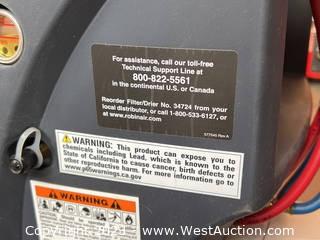 For assistance, call our toll-free
Technical Support Line at
800-822-5561
in the continental U.S. or Canada
Reorder Filter/Drier No. 34724 from your
local distributor, or call 1-800-533-6127, or
at www.robinair.com
577045 Rev A
WARNING: This product can expose you to
chemicals including Lead, which is known to the
State of California to cause cancer, birth defects or
other reproductive harm. For more information go to
www.p65warnings.ca.gov
WARNING
Copyright 2023